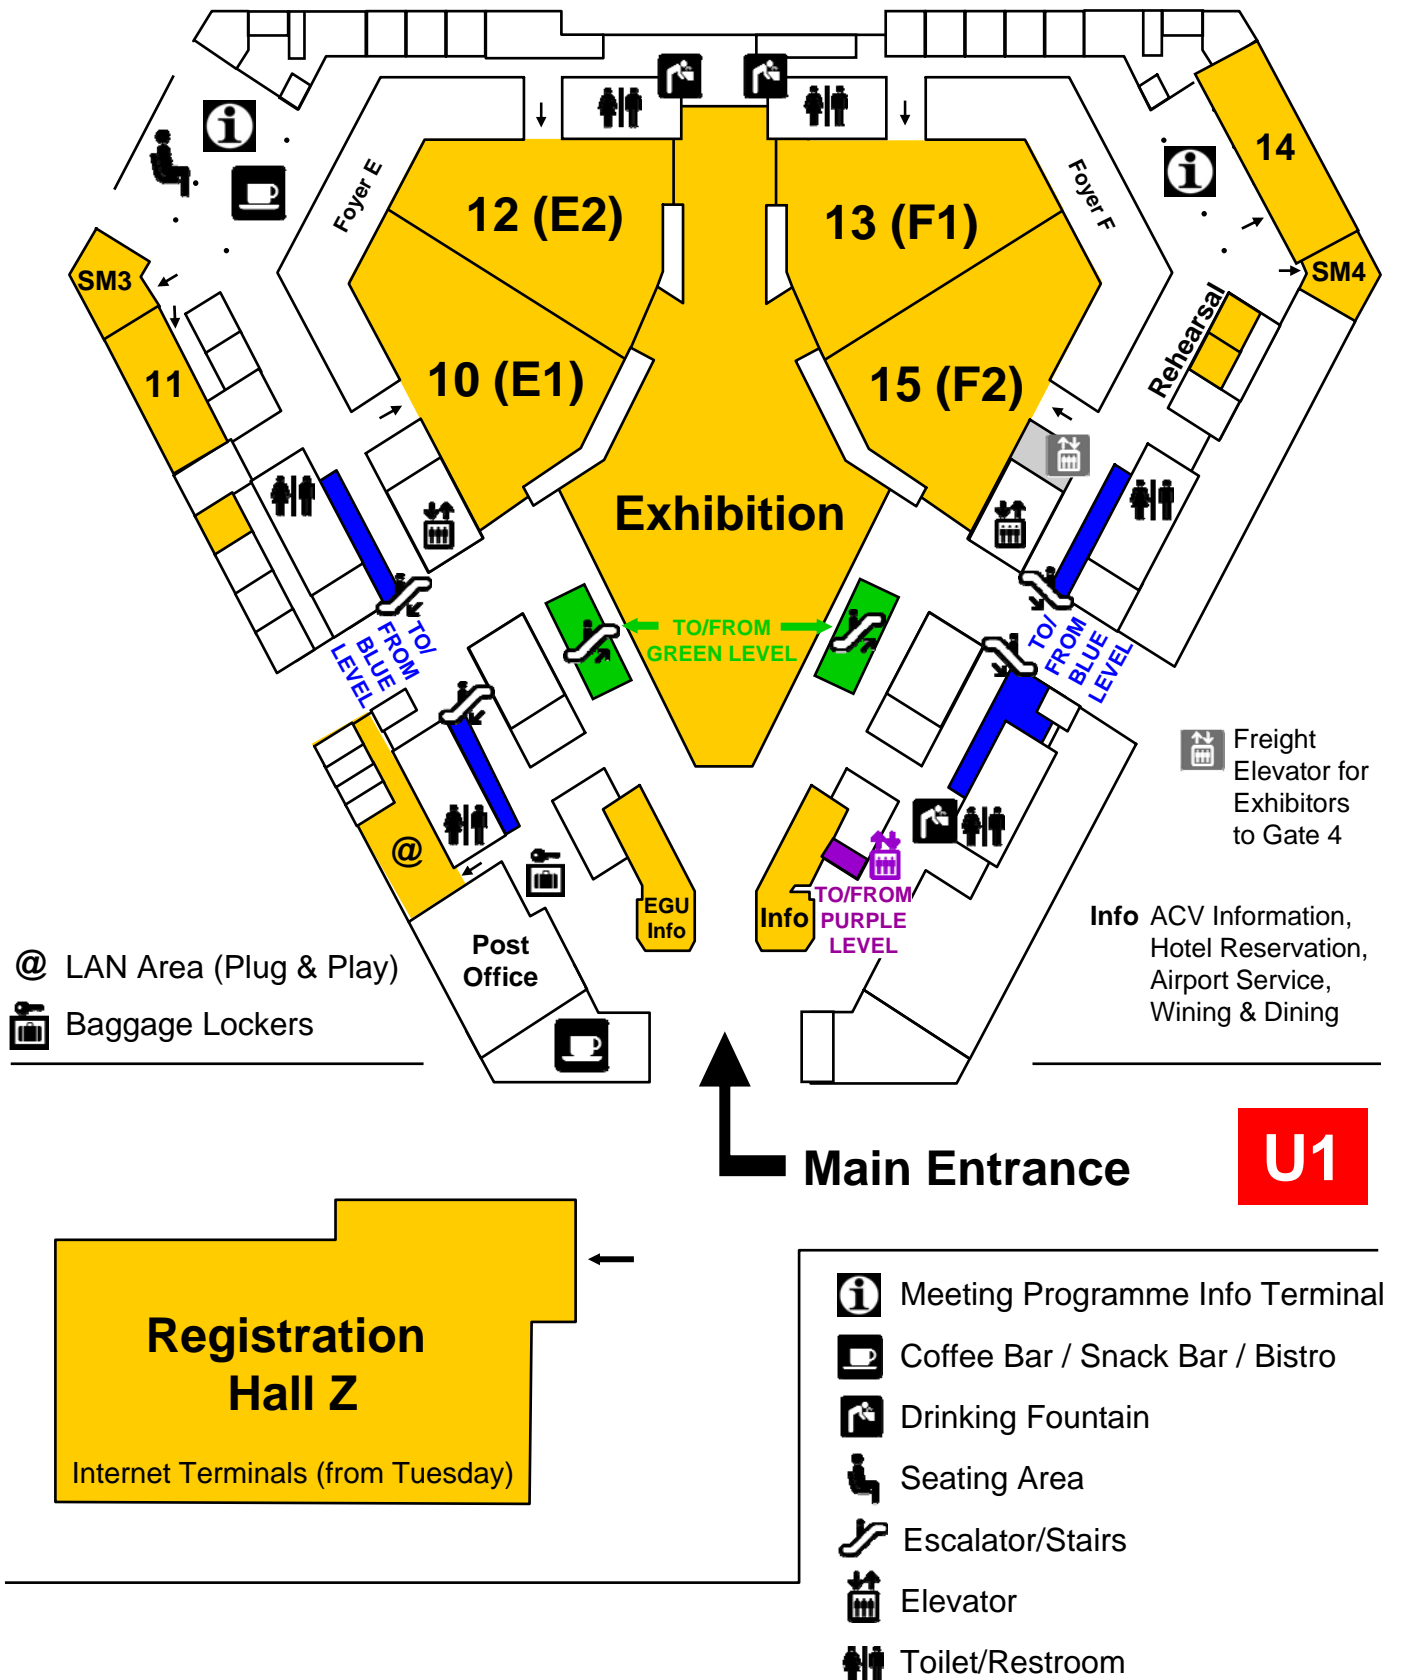 14
Foyer E
Foyer F
12 (E2)
13 (F1)
SM3
SM4
11
10 (E1)
15 (F2)
Rehearsal
Exhibition
TO/
FROM
BLUE
LEVEL
TO/FROM
GREEN LEVEL
TO/
FROM
BLUE
LEVEL
Freight
Elevator for
Exhibitors
to Gate 4
@
EGU
Info
Info
TO/FROM
PURPLE
LEVEL
Post
Office
Info ACV Information,
Hotel Reservation,
Airport Service,
Wining & Dining
@ LAN Area (Plug & Play)
Baggage Lockers
Main Entrance
U1
Registration
Hall Z
Internet Terminals (from Tuesday)
Meeting Programme Info Terminal
Coffee Bar / Snack Bar / Bistro
Drinking Fountain
Seating Area
Escalator/Stairs
Elevator
Toilet/Restroom